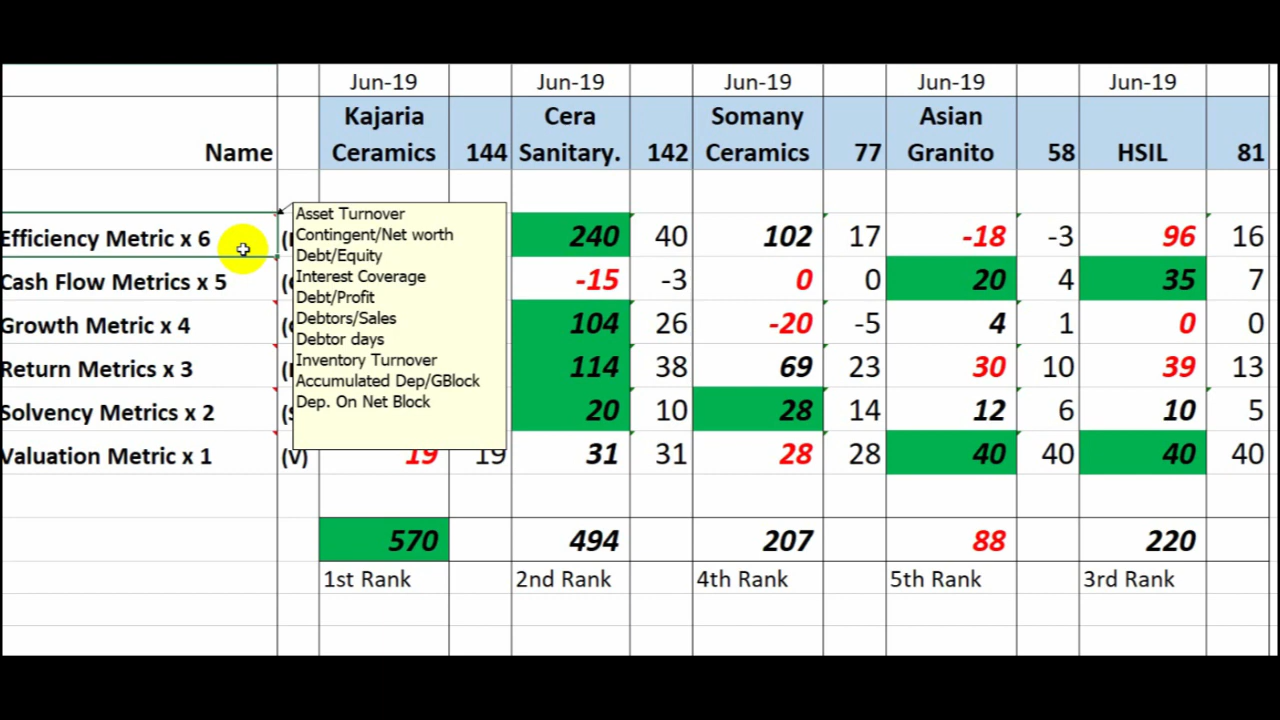 Jun-19 Jun-19 Jun-19 Jun-19 Jun-19
Kajaria Cera Somany Asian
Name Ceramics 144 Sanitary. 142 Ceramics 77 Granito 58 HSIL 81
Asset Turnover
Contingent/Net worth
Debt/Equity
Interest Coverage
Debt/Profit
Debtors/Sales
Debtor days
Inventory Turnover
Accumulated Dep/GBlock
Dep. On Net Block
Efficiency Metric x 6 240 40 102 17 -18 -3 96 16
Cash Flow Metrics x 5 -15 -3 0 0 20 4 35 7
Growth Metric x 4 104 26 -20 -5 4 1 0 0
Return Metrics x 3 114 38 69 23 30 10 39 13
Solvency Metrics x 2 20 10 28 14 12 6 10 5
Valuation Metric x 1 (V) 19 19 31 31 28 28 40 40 40 40
570 494 207 88 220
1st Rank 2nd Rank 4th Rank 5th Rank 3rd Rank